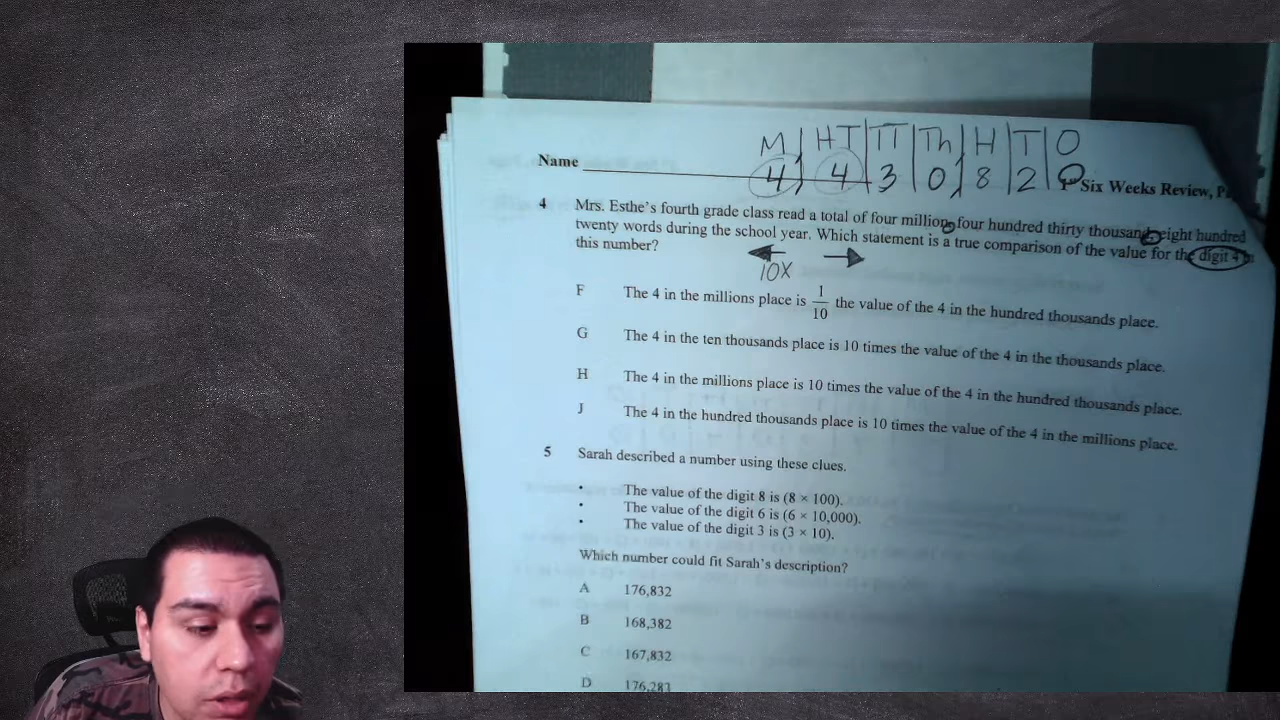 M, HT TT Th, H T O
4, 4 3 0, 8 2 0
Name
Six Weeks Review,
4 Mrs. Esthe's fourth grade class read a total of four million, four hundred thirty thousand, eight hundred
twenty words during the school year. Which statement is a true comparison of the value for the digit 4
this number?
10X
F The 4 in the millions place is 1/10 the value of the 4 in the hundred thousands place.
G The 4 in the ten thousands place is 10 times the value of the 4 in the thousands place.
H The 4 in the millions place is 10 times the value of the 4 in the hundred thousands place.
J The 4 in the hundred thousands place is 10 times the value of the 4 in the millions place.
5 Sarah described a number using these clues.
• The value of the digit 8 is (8 × 100).
• The value of the digit 6 is (6 × 10,000).
• The value of the digit 3 is (3 × 10).
Which number could fit Sarah's description?
A 176,832
B 168,382
C 167,832
D 176,283